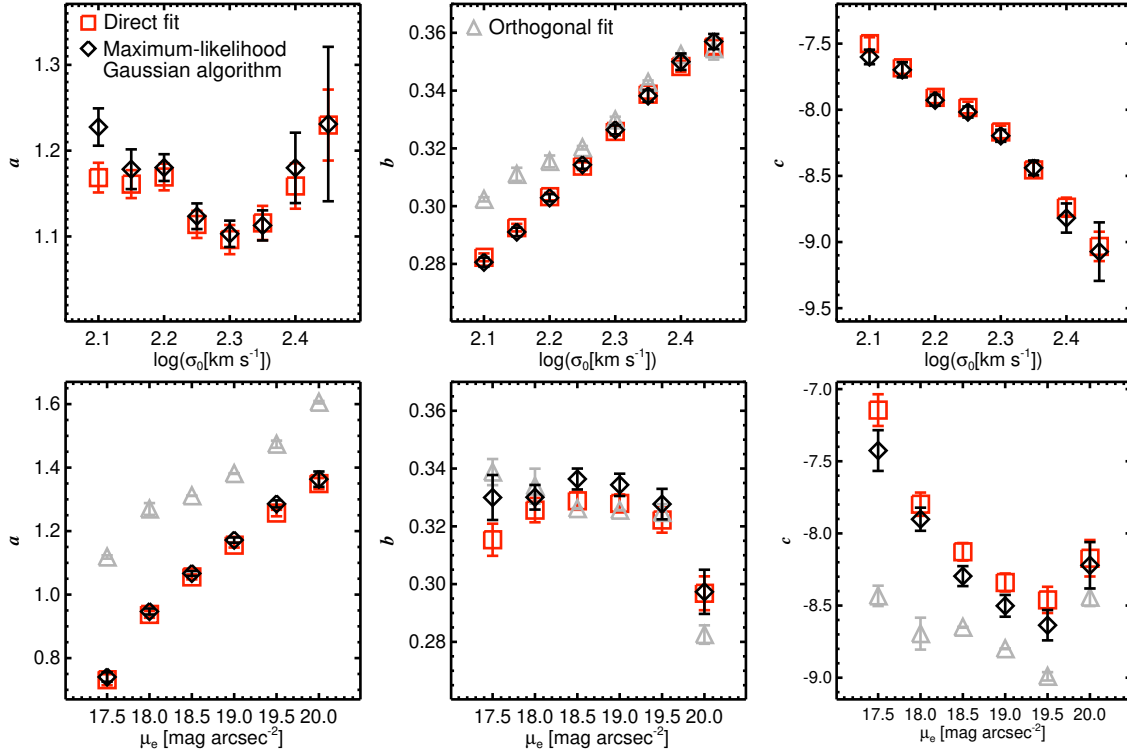 Direct fit
Maximum-likelihood
Gaussian algorithm
1.3
1.2
1.1
1.0
a
2.1 2.2 2.3 2.4
log(σ₀[km s⁻¹])
Orthogonal fit
0.36
0.34
0.32
0.30
0.28
b
2.1 2.2 2.3 2.4
log(σ₀[km s⁻¹])
-7.5
-8.0
-8.5
-9.0
-9.5
c
2.1 2.2 2.3 2.4
log(σ₀[km s⁻¹])
1.6
1.4
1.2
1.0
0.8
a
17.5 18.0 18.5 19.0 19.5 20.0
μₑ [mag arcsec⁻²]
0.36
0.34
0.32
0.30
0.28
b
17.5 18.0 18.5 19.0 19.5 20.0
μₑ [mag arcsec⁻²]
-7.0
-7.5
-8.0
-8.5
-9.0
c
17.5 18.0 18.5 19.0 19.5 20.0
μₑ [mag arcsec⁻²]